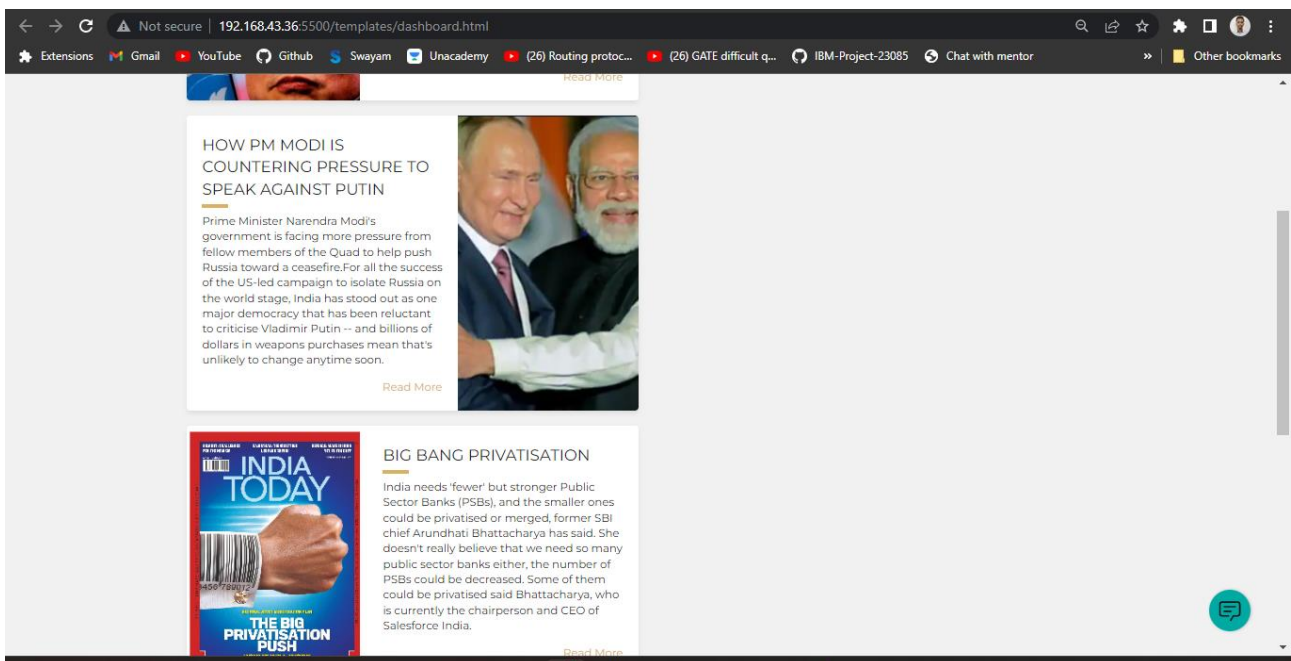 Not secure | 192.168.43.36:5500/templates/dashboard.html
Extensions Gmail YouTube Github Swayam Unacademy (26) Routing protoc... (26) GATE difficult q... IBM-Project-23085 Chat with mentor » Other bookmarks
Read More
HOW PM MODI IS
COUNTERING PRESSURE TO
SPEAK AGAINST PUTIN
Prime Minister Narendra Modi's
government is facing more pressure from
fellow members of the Quad to help push
Russia toward a ceasefire.For all the success
of the US-led campaign to isolate Russia on
the world stage, India has stood out as one
major democracy that has been reluctant
to criticise Vladimir Putin -- and billions of
dollars in weapons purchases mean that's
unlikely to change anytime soon.
Read More
INDIA
TODAY
THE BIG
PRIVATISATION
PUSH
BIG BANG PRIVATISATION
India needs 'fewer' but stronger Public
Sector Banks (PSBs), and the smaller ones
could be privatised or merged, former SBI
chief Arundhati Bhattacharya has said. She
doesn't really believe that we need so many
public sector banks either, the number of
PSBs could be decreased. Some of them
could be privatised said Bhattacharya, who
is currently the chairperson and CEO of
Salesforce India.
Read More